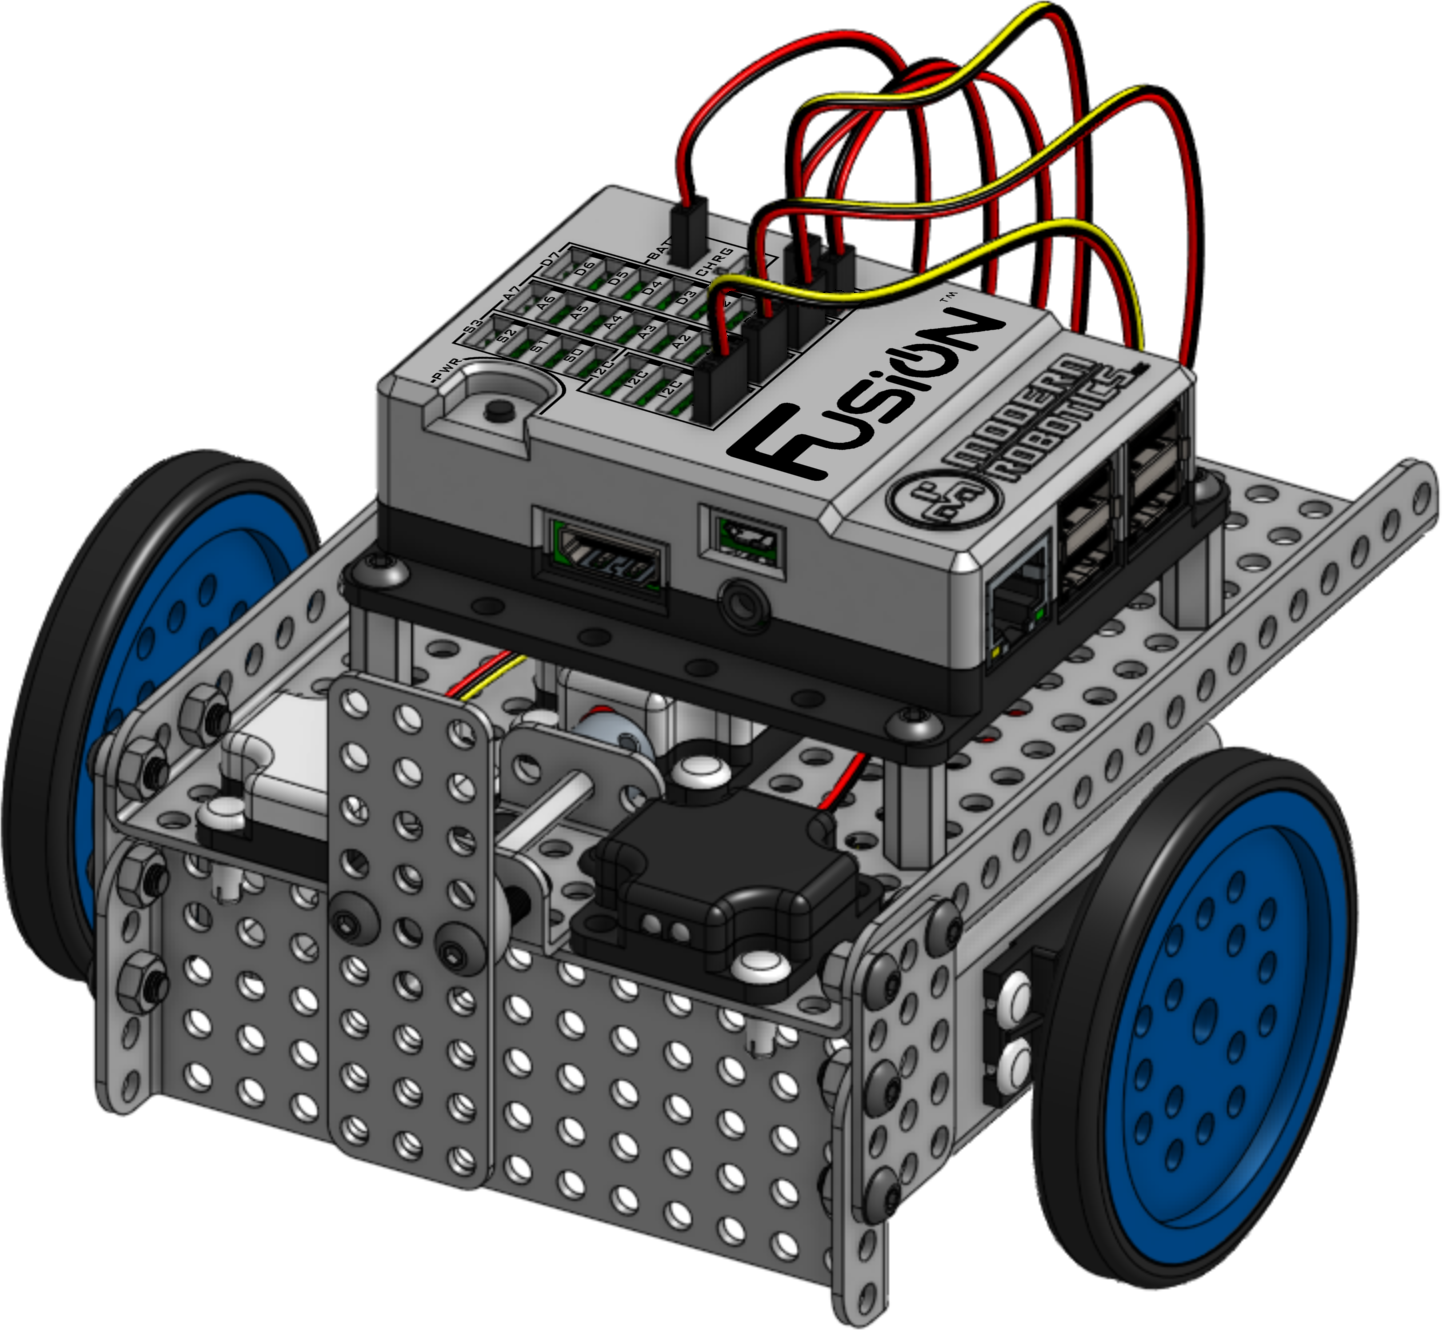 BAT
CHRG
D7 D6 D5 D4 D3
A7 A6 A5 A4 A3 A2
S3 S2 S1 S0 I2C I2C I2C
PWR
FUSiON™
MODERN
ROBOTICS